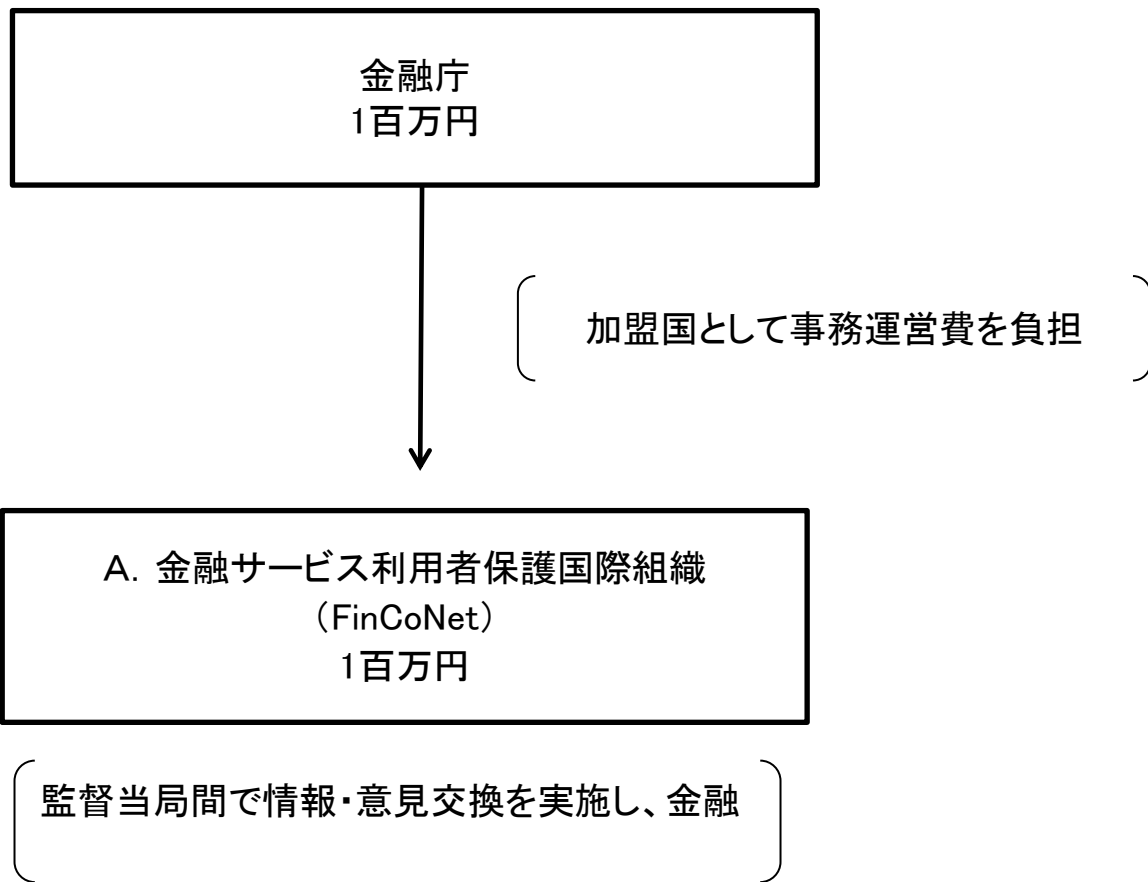 金融庁
1百万円
加盟国として事務運営費を負担
A．金融サービス利用者保護国際組織
（FinCoNet）
1百万円
監督当局間で情報・意見交換を実施し、金融